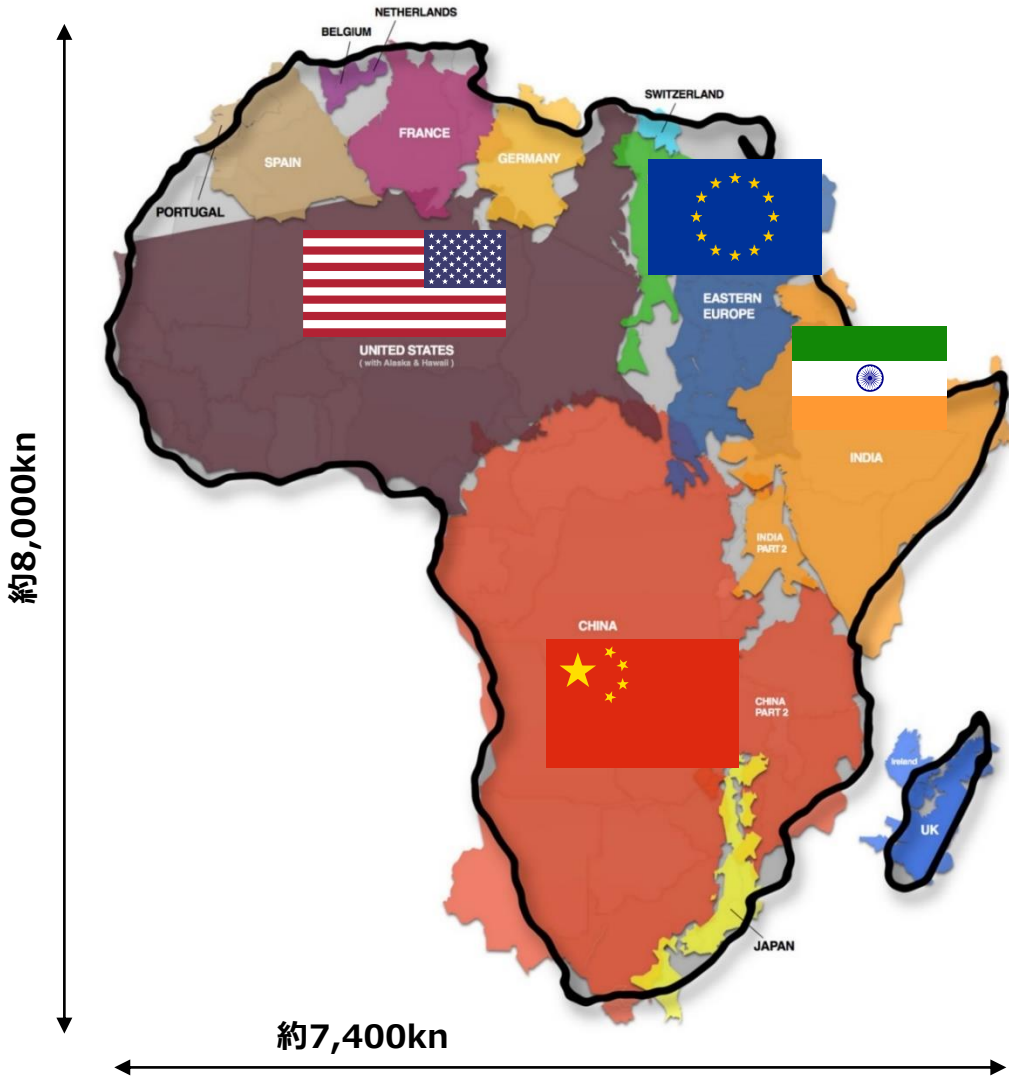 NETHERLANDS
BELGIUM
SWITZERLAND
FRANCE
GERMANY
SPAIN
PORTUGAL
EASTERN
EUROPE
UNITED STATES
( with Alaska & Hawaii )
INDIA
INDIA
PART 2
約8,000kn
CHINA
CHINA
PART 2
Ireland
UK
JAPAN
約7,400kn